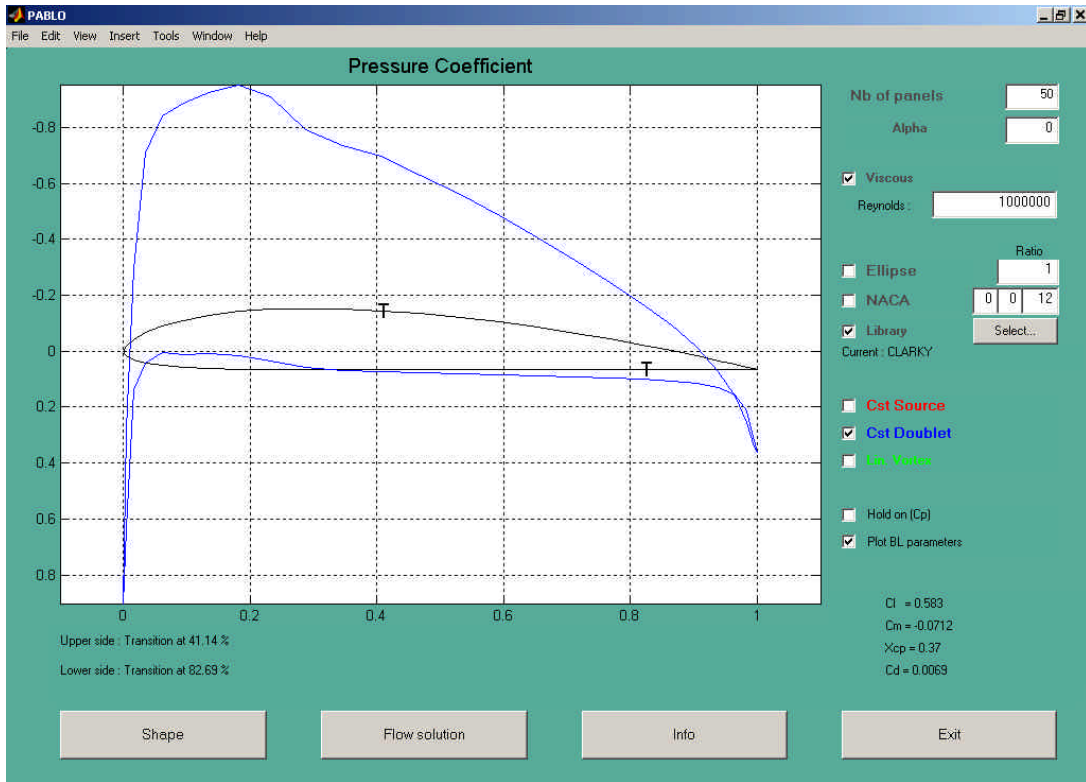 PABLO
File Edit View Insert Tools Window Help
Pressure Coefficient
-0.8
-0.6
-0.4
-0.2
0
0.2
0.4
0.6
0.8
0 0.2 0.4 0.6 0.8 1
T
T
Upper side : Transition at 41.14 %
Lower side : Transition at 82.69 %
Nb of panels 50
Alpha 0
Viscous
Reynolds : 1000000
Ratio
Ellipse 1
NACA 0 0 12
Library Select...
Current : CLARKY
Cst Source
Cst Doublet
Hold on (Cp)
Plot BL parameters
Cl = 0.583
Cm = -0.0712
Xcp = 0.37
Cd = 0.0069
Shape Flow solution Info Exit